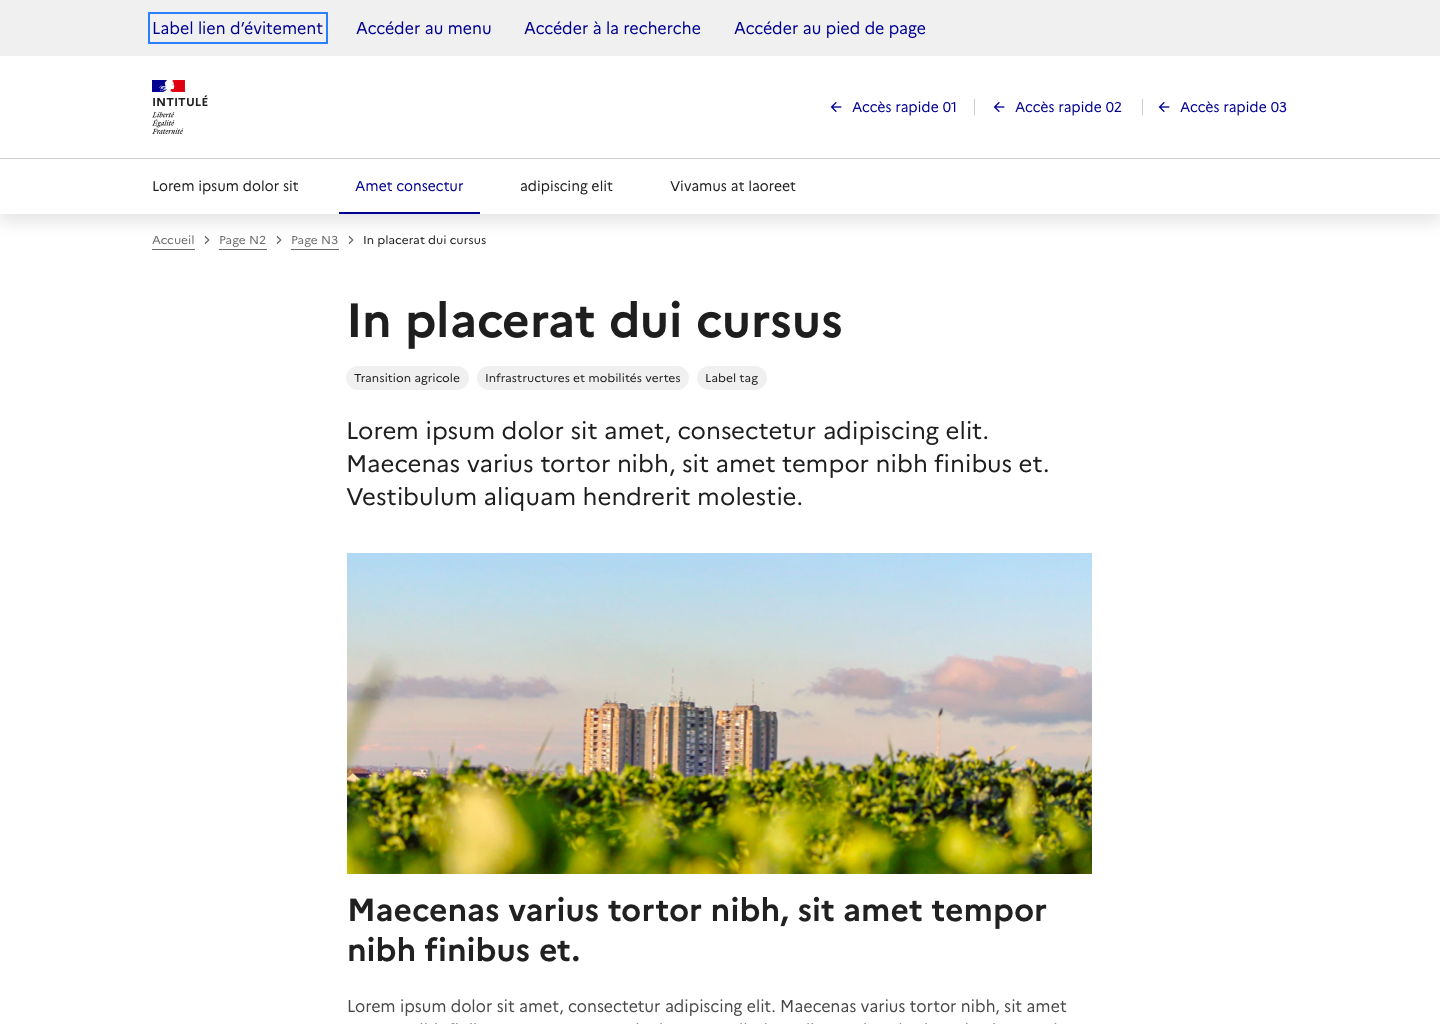 Label lien d’évitement Accéder au menu Accéder à la recherche Accéder au pied de page
INTITULÉ
Liberté
Égalité
Fraternité
Accès rapide 01 Accès rapide 02 Accès rapide 03
Lorem ipsum dolor sit Amet consectur adipiscing elit Vivamus at laoreet
Accueil Page N2 Page N3 In placerat dui cursus
In placerat dui cursus
Transition agricole Infrastructures et mobilités vertes Label tag
Lorem ipsum dolor sit amet, consectetur adipiscing elit.
Maecenas varius tortor nibh, sit amet tempor nibh finibus et.
Vestibulum aliquam hendrerit molestie.
Maecenas varius tortor nibh, sit amet tempor
nibh finibus et.
Lorem ipsum dolor sit amet, consectetur adipiscing elit. Maecenas varius tortor nibh, sit amet